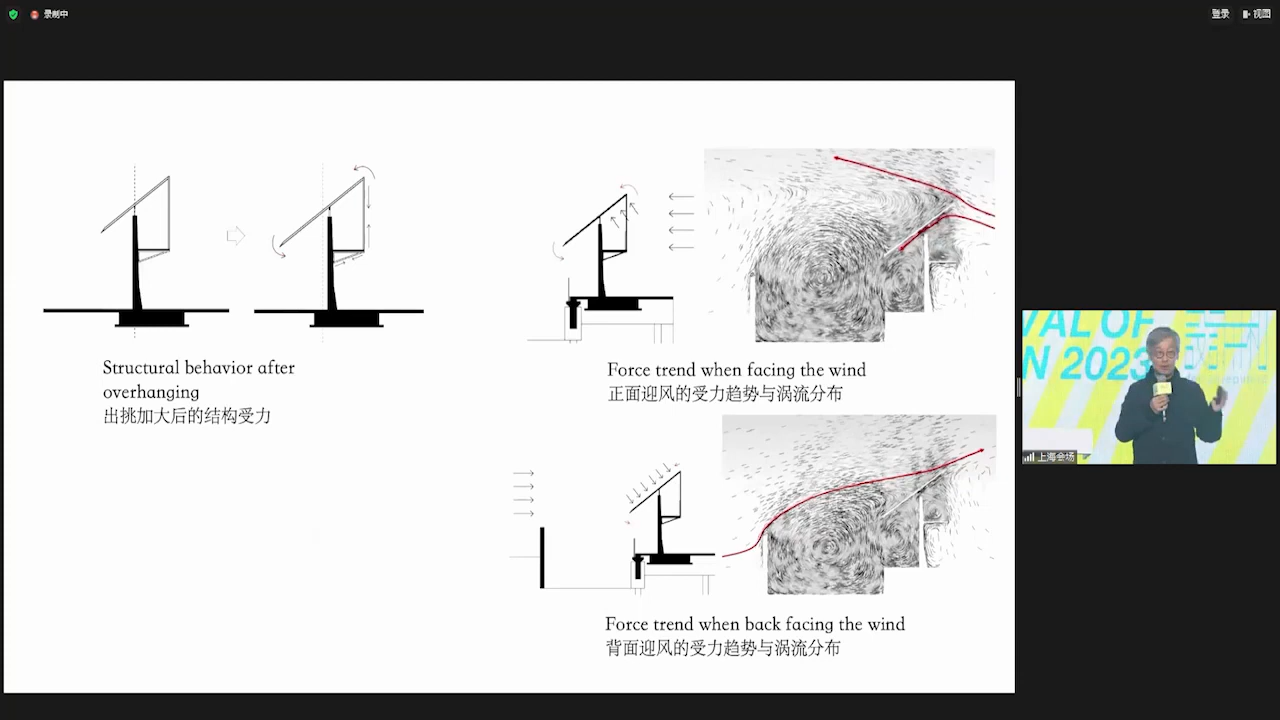 录制中
登录
视图
Structural behavior after
overhanging
出挑加大后的结构受力
Force trend when facing the wind
正面迎风的受力趋势与涡流分布
Force trend when back facing the wind
背面迎风的受力趋势与涡流分布
VAL OF
N 2023
上海会场